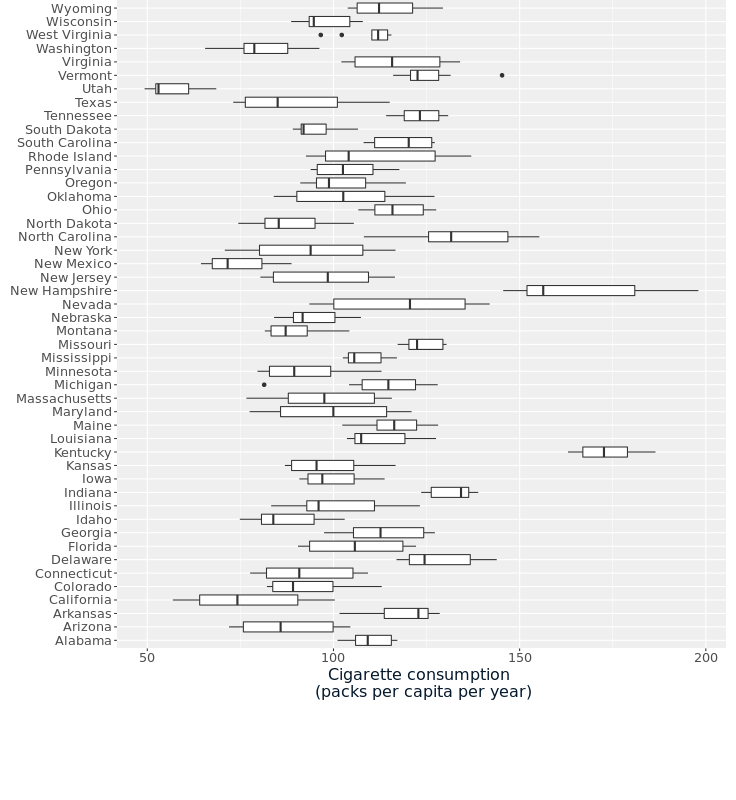 Wyoming
Wisconsin
West Virginia
Washington
Virginia
Vermont
Utah
Texas
Tennessee
South Dakota
South Carolina
Rhode Island
Pennsylvania
Oregon
Oklahoma
Ohio
North Dakota
North Carolina
New York
New Mexico
New Jersey
New Hampshire
Nevada
Nebraska
Montana
Missouri
Mississippi
Minnesota
Michigan
Massachusetts
Maryland
Maine
Louisiana
Kentucky
Kansas
Iowa
Indiana
Illinois
Idaho
Georgia
Florida
Delaware
Connecticut
Colorado
California
Arkansas
Arizona
Alabama
50 100 150 200
Cigarette consumption
(packs per capita per year)